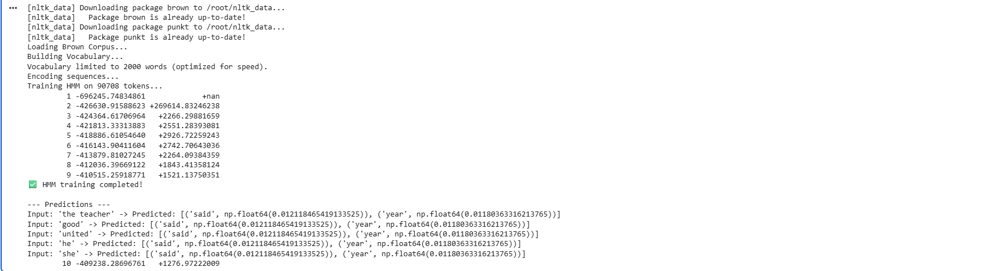 [nltk_data] Downloading package brown to /root/nltk_data...
[nltk_data]   Package brown is already up-to-date!
[nltk_data] Downloading package punkt to /root/nltk_data...
[nltk_data]   Package punkt is already up-to-date!
Loading Brown Corpus...
Building Vocabulary...
Vocabulary limited to 2000 words (optimized for speed).
Encoding sequences...
Training HMM on 90708 tokens...
1 -696245.74834861 +nan
2 -426630.91588623 +269614.83246238
3 -424364.61706964 +2266.29881659
4 -421813.33313883 +2551.28393081
5 -418886.61054640 +2926.72259243
6 -416143.90411604 +2742.70643036
7 -413879.81027245 +2264.09384359
8 -412036.39669122 +1843.41358124
9 -410515.25918771 +1521.13750351
✅ HMM training completed!
--- Predictions ---
Input: 'the teacher' -> Predicted: [('said', np.float64(0.012118465419133525)), ('year', np.float64(0.01180363316213765))]
Input: 'good' -> Predicted: [('said', np.float64(0.012118465419133525)), ('year', np.float64(0.01180363316213765))]
Input: 'united' -> Predicted: [('said', np.float64(0.012118465419133525)), ('year', np.float64(0.01180363316213765))]
Input: 'he' -> Predicted: [('said', np.float64(0.012118465419133525)), ('year', np.float64(0.01180363316213765))]
Input: 'she' -> Predicted: [('said', np.float64(0.012118465419133525)), ('year', np.float64(0.01180363316213765))]
10 -409238.28696761 +1276.97222009